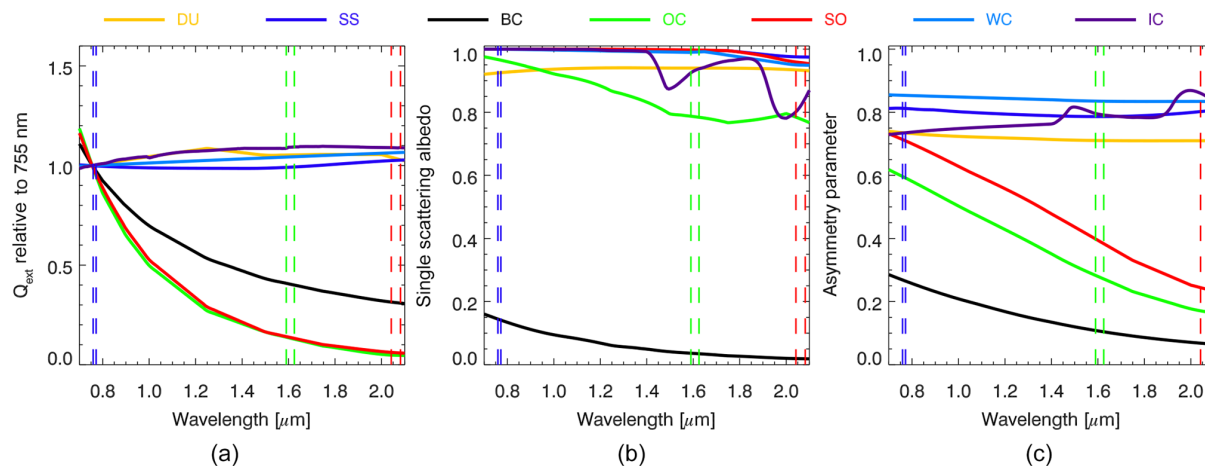 DU SS BC OC SO WC IC
Q_ext relative to 755 nm
1.5
1.0
0.5
0.0
0.8 1.0 1.2 1.4 1.6 1.8 2.0
Wavelength [μm]
(a)
Single scattering albedo
1.0
0.8
0.6
0.4
0.2
0.0
0.8 1.0 1.2 1.4 1.6 1.8 2.0
Wavelength [μm]
(b)
Asymmetry parameter
1.0
0.8
0.6
0.4
0.2
0.0
0.8 1.0 1.2 1.4 1.6 1.8 2.0
Wavelength [μm]
(c)